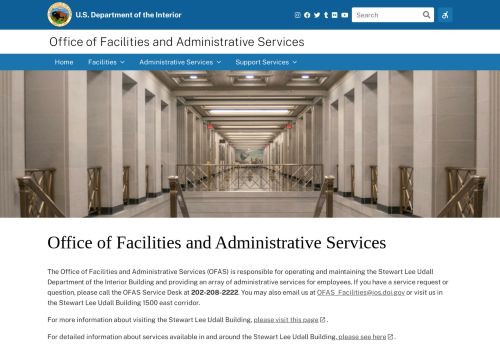 U.S. Department of the Interior
Search
Office of Facilities and Administrative Services
Home Facilities Administrative Services Support Services
Office of Facilities and Administrative Services
The Office of Facilities and Administrative Services (OFAS) is responsible for operating and maintaining the Stewart Lee Udall
Department of the Interior Building and providing an array of administrative services for employees. If you have a service request or
question, please call the OFAS Service Desk at 202-208-2222. You may also email us at OFAS_Facilities@ios.doi.gov or visit us in
the Stewart Lee Udall Building 1500 east corridor.
For more information about visiting the Stewart Lee Udall Building, please visit this page .
For detailed information about services available in and around the Stewart Lee Udall Building, please see here .